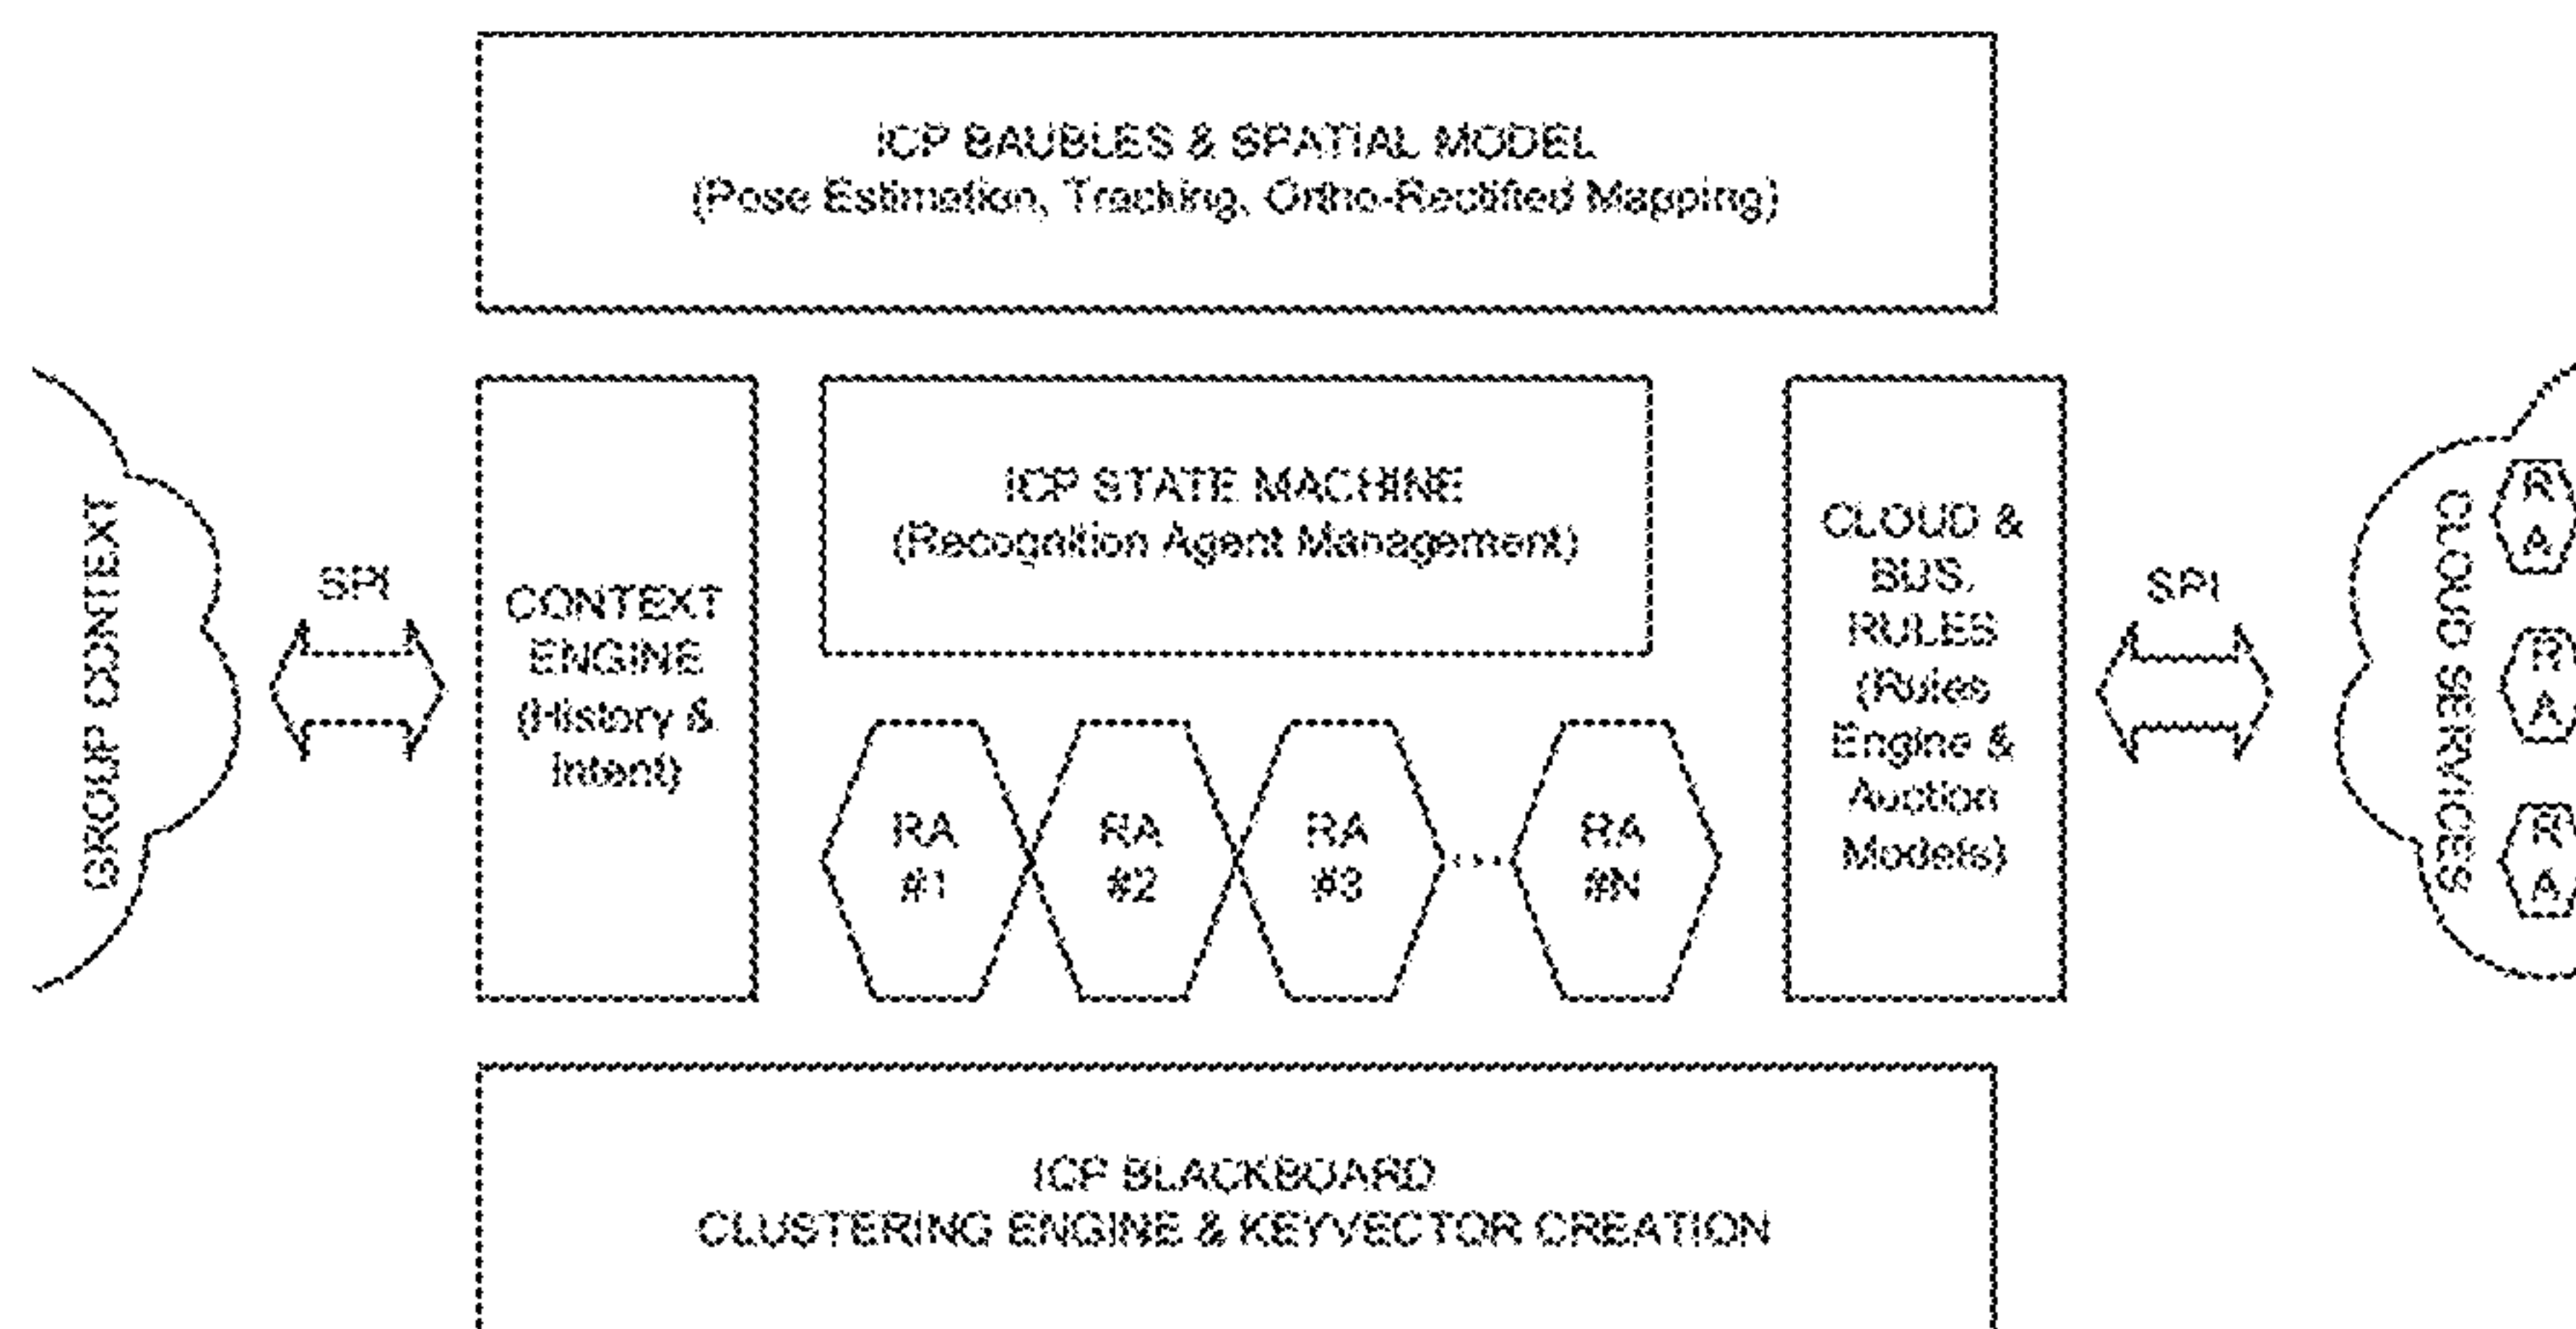 ICP BAUBLES & SPATIAL MODEL
(Pose Estimation, Tracking, Ortho-Rectified Mapping)
GROUP CONTEXT
SPI
CONTEXT
ENGINE
(History &
Intent)
ICP STATE MACHINE
(Recognition Agent Management)
RA
#1
RA
#2
RA
#3
...
RA
#N
CLOUD &
BUS.
RULES
(Rules
Engine &
Auction
Models)
SPI
CLOUD SERVICES
R
A
R
A
R
A
ICP BLACKBOARD
CLUSTERING ENGINE & KEYVECTOR CREATION